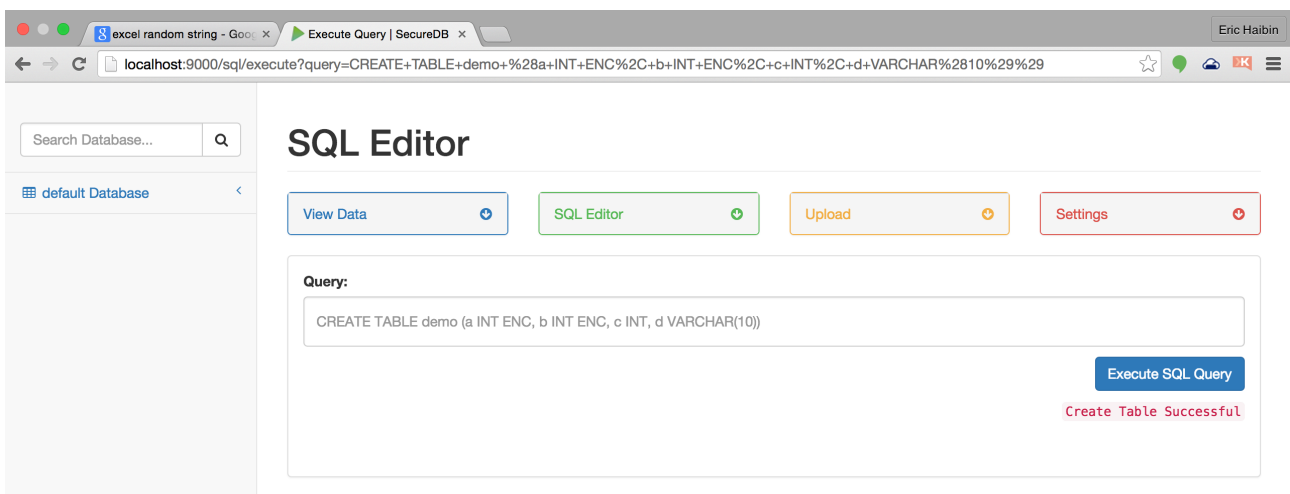 excel random string - Goog
Execute Query | SecureDB
Eric Haibin
localhost:9000/sql/execute?query=CREATE+TABLE+demo+%28a+INT+ENC%2C+b+INT+ENC%2C+c+INT%2C+d+VARCHAR%2810%29%29
Search Database...
default Database
SQL Editor
View Data
SQL Editor
Upload
Settings
Query:
CREATE TABLE demo (a INT ENC, b INT ENC, c INT, d VARCHAR(10))
Execute SQL Query
Create Table Successful